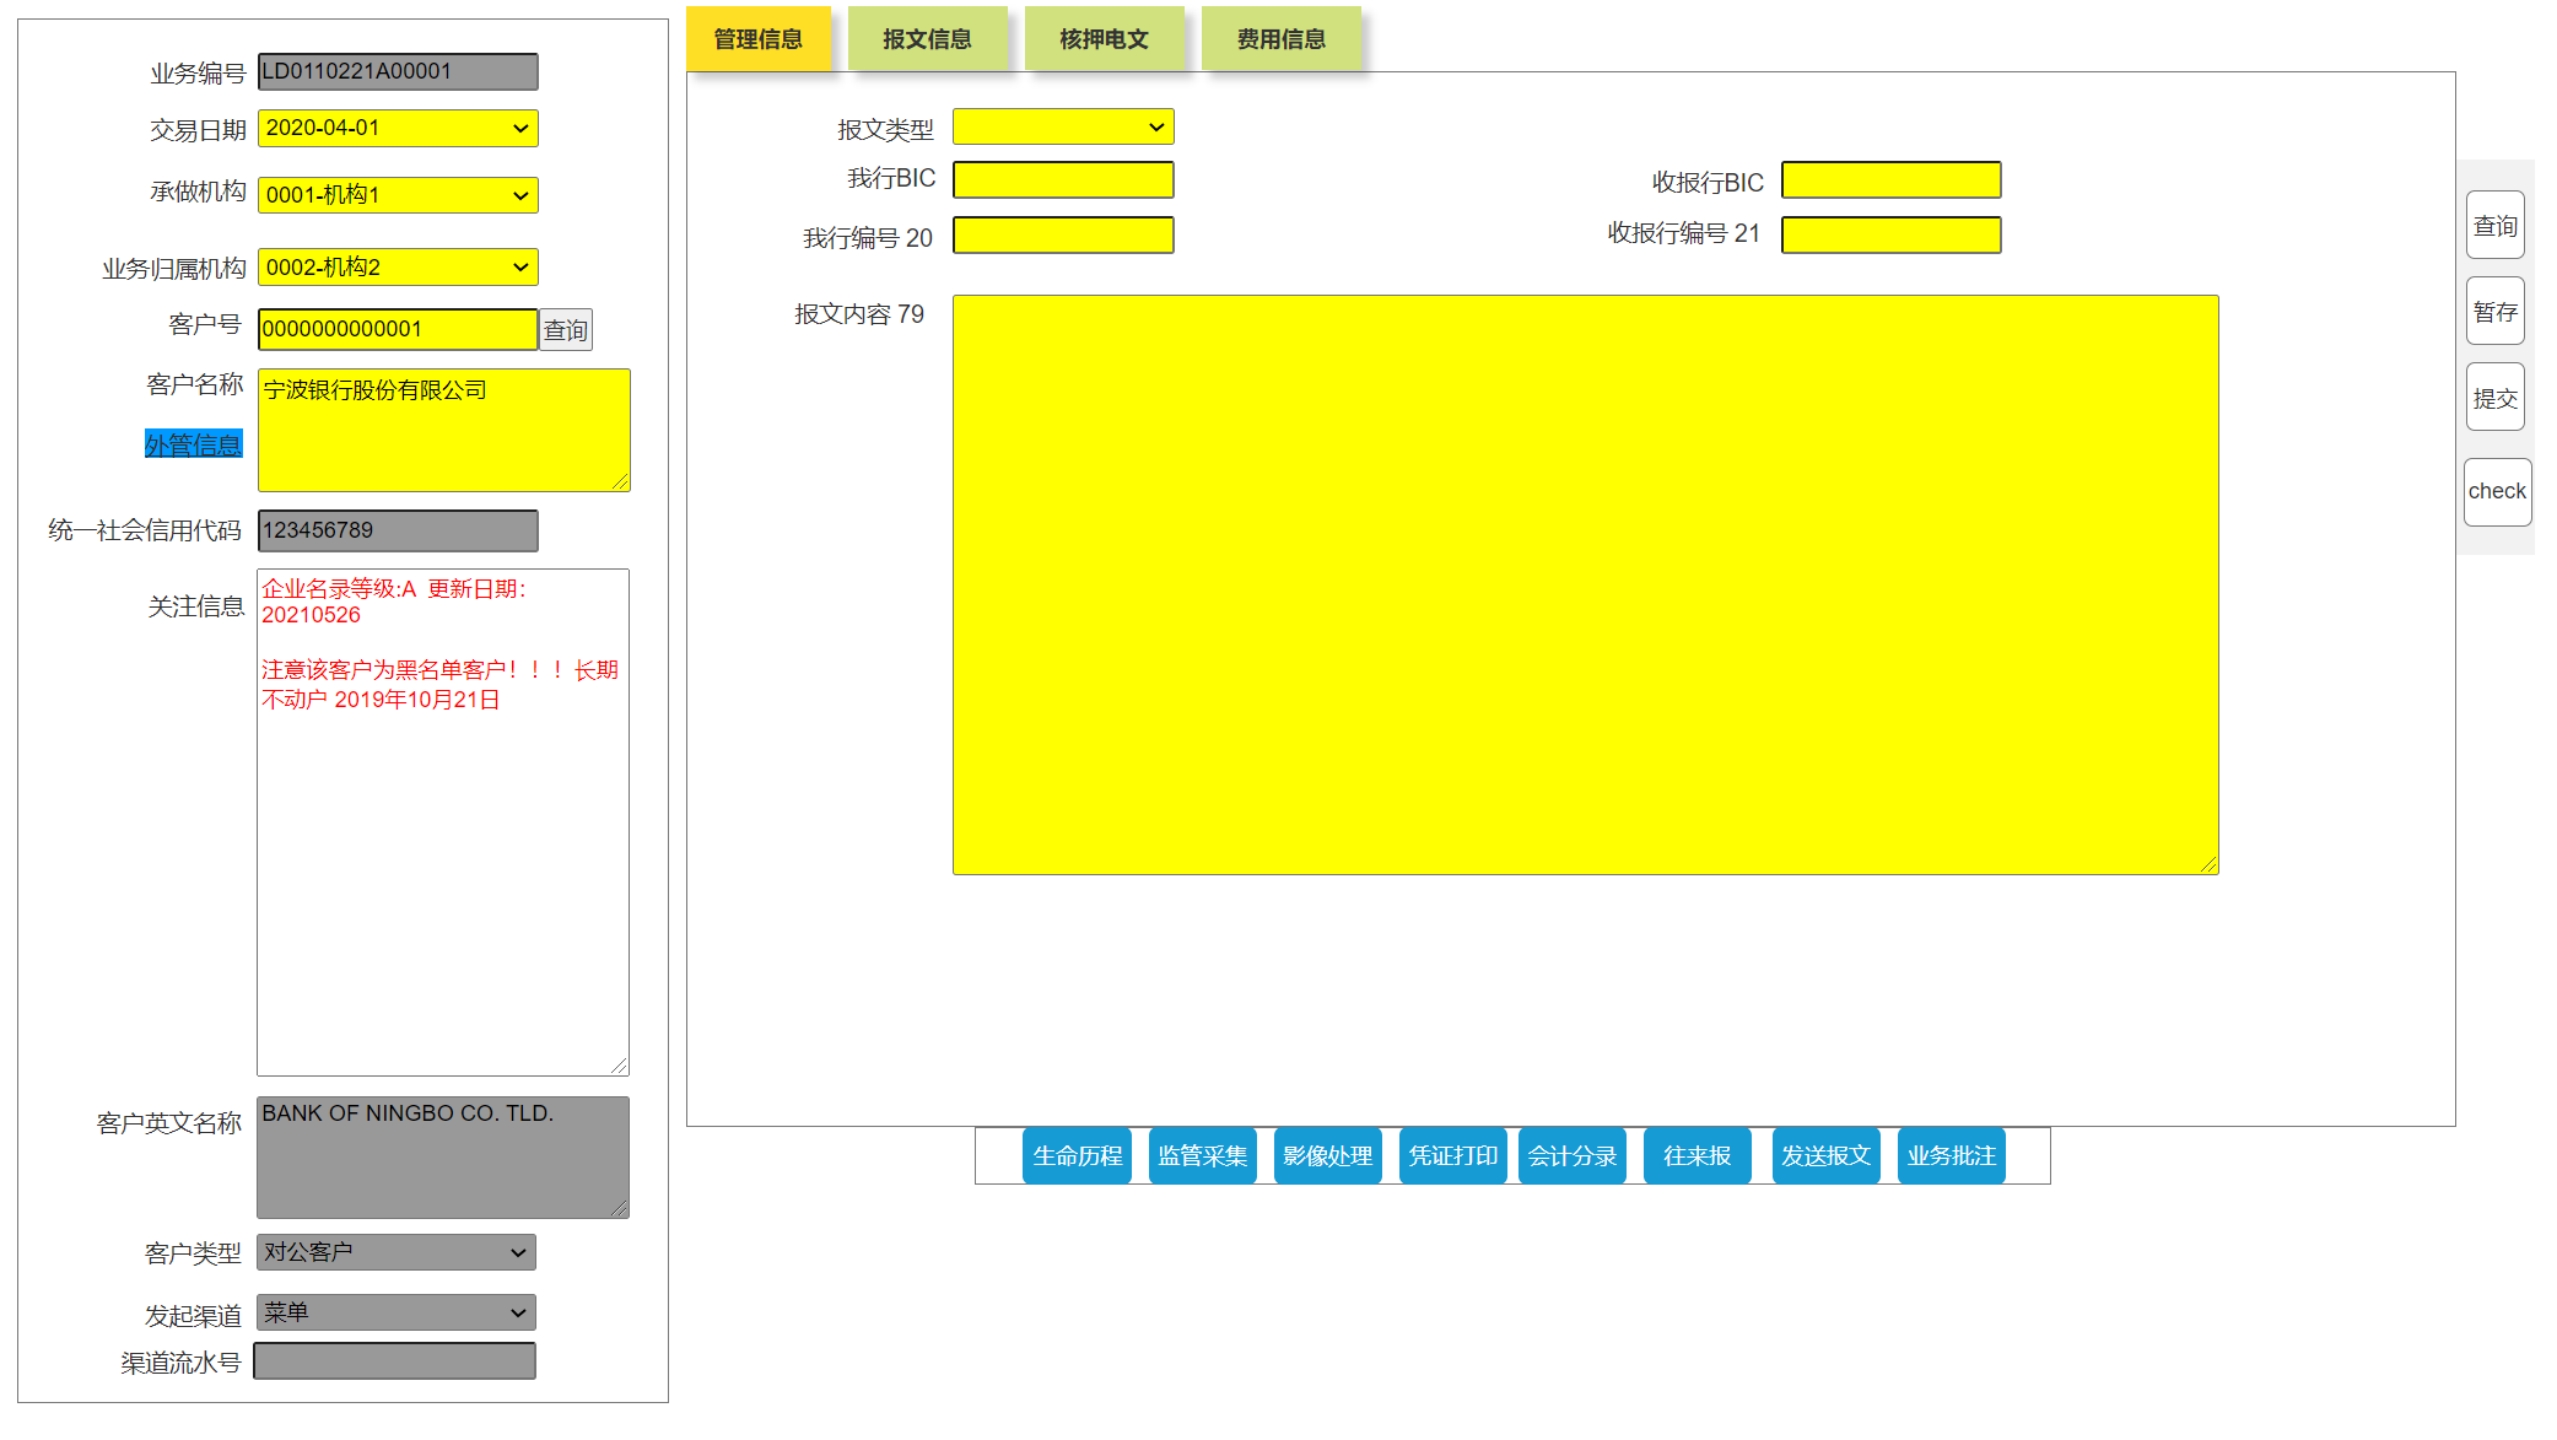 业务编号 LD0110221A00001
交易日期 2020-04-01
承做机构 0001-机构1
业务归属机构 0002-机构2
客户号 0000000000001 查询
客户名称 宁波银行股份有限公司
外管信息
统一社会信用代码 123456789
关注信息 企业名录等级:A 更新日期：
20210526
注意该客户为黑名单客户！！！长期
不动户 2019年10月21日
客户英文名称 BANK OF NINGBO CO. TLD.
客户类型 对公客户
发起渠道 菜单
渠道流水号
管理信息 报文信息 核押电文 费用信息
报文类型
我行BIC 收报行BIC
我行编号 20 收报行编号 21
报文内容 79
查询
暂存
提交
check
生命历程 监管采集 影像处理 凭证打印 会计分录 往来报 发送报文 业务批注